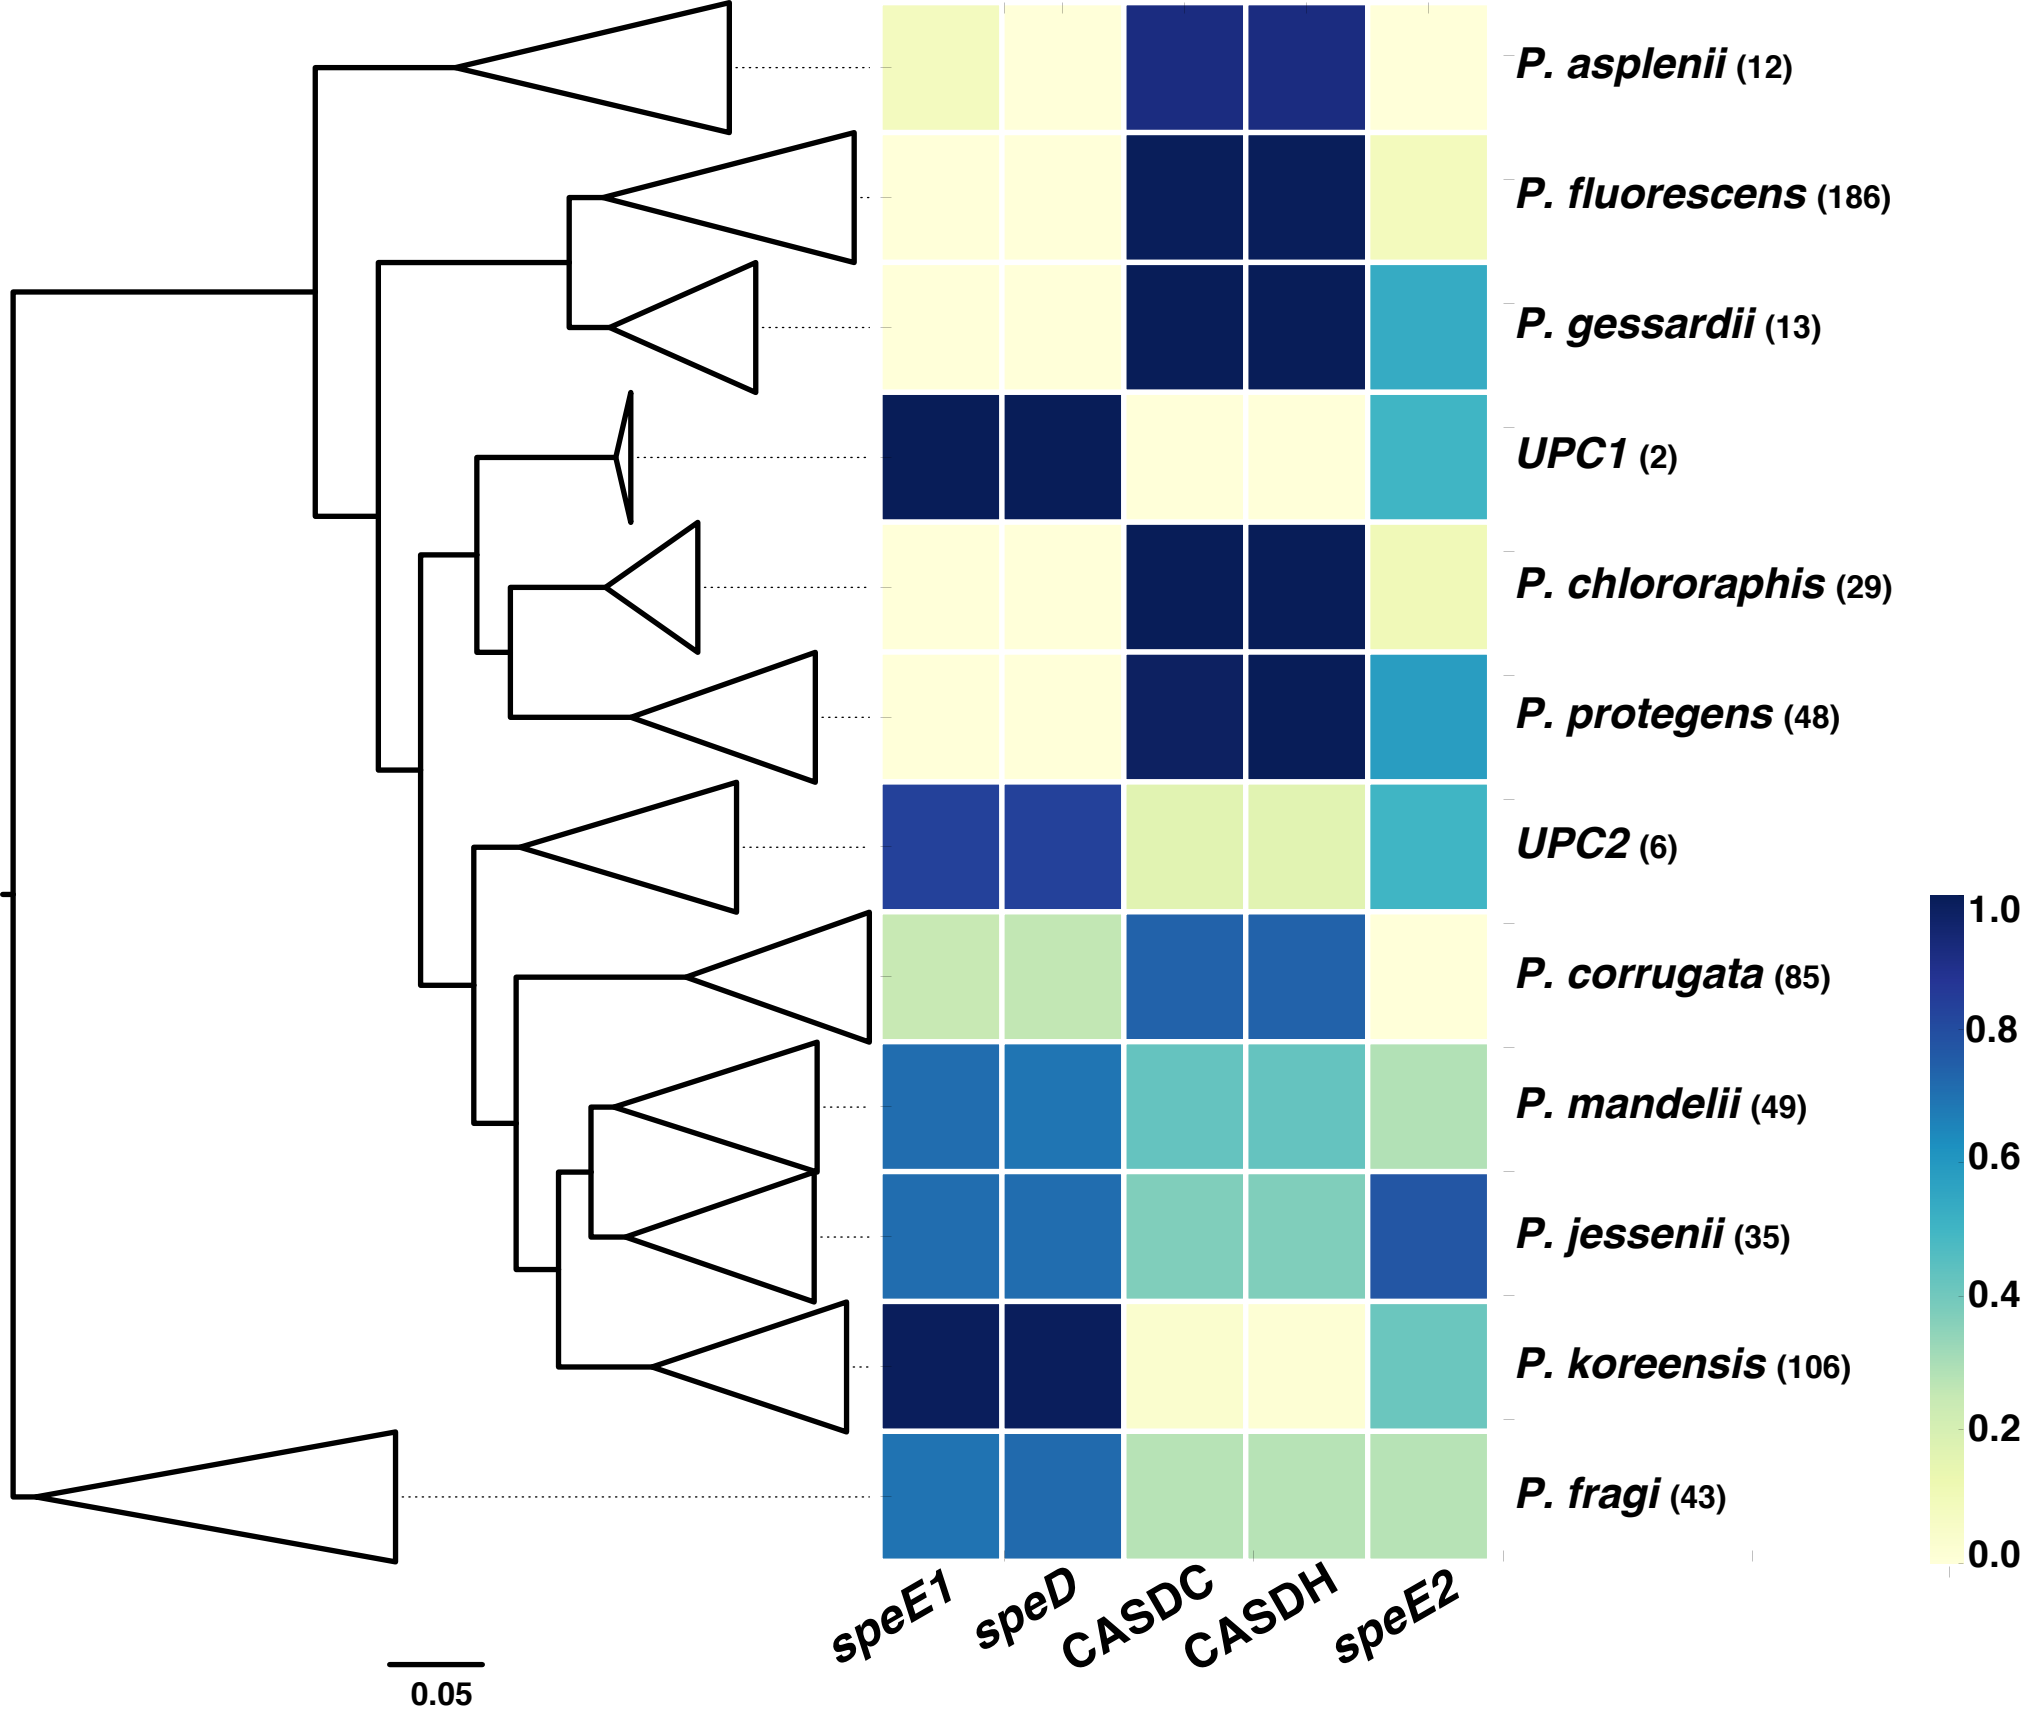 P. asplenii (12)
P. fluorescens (186)
P. gessardii (13)
UPC1 (2)
P. chlororaphis (29)
P. protegens (48)
UPC2 (6)
P. corrugata (85)
P. mandelii (49)
P. jessenii (35)
P. koreensis (106)
P. fragi (43)
1.0
0.8
0.6
0.4
0.2
0.0
speE1
speD
CASDC
CASDH
speE2
0.05